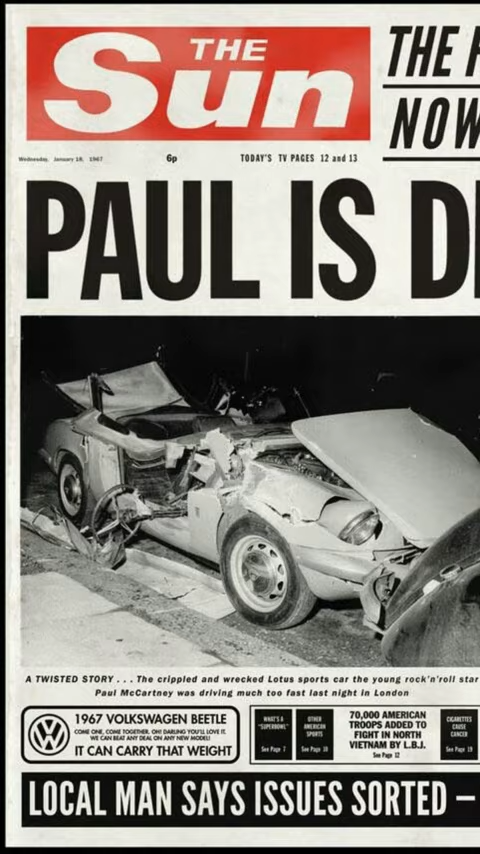 THE
Sun
THE
NOW
Wednesday, January 18, 1967
6p
TODAY'S TV PAGES 12 and 13
PAUL IS D
A TWISTED STORY . . . The crippled and wrecked Lotus sports car the young rock'n'roll star
Paul McCartney was driving much too fast last night in London
1967 VOLKSWAGEN BEETLE
COME ONE, COME TOGETHER. OH! DARLING YOU'LL LOVE IT.
WE CAN BEAT ANY DEAL ON ANY NEW MODEL!
IT CAN CARRY THAT WEIGHT
WHAT'S A
"SUPERBOWL"
See Page 7
OTHER
AMERICAN
SPORTS
See Page 10
70,000 AMERICAN
TROOPS ADDED TO
FIGHT IN NORTH
VIETNAM BY L.B.J.
See Page 12
CIGARETTES
CAUSE
CANCER
See Page 19
LOCAL MAN SAYS ISSUES SORTED –